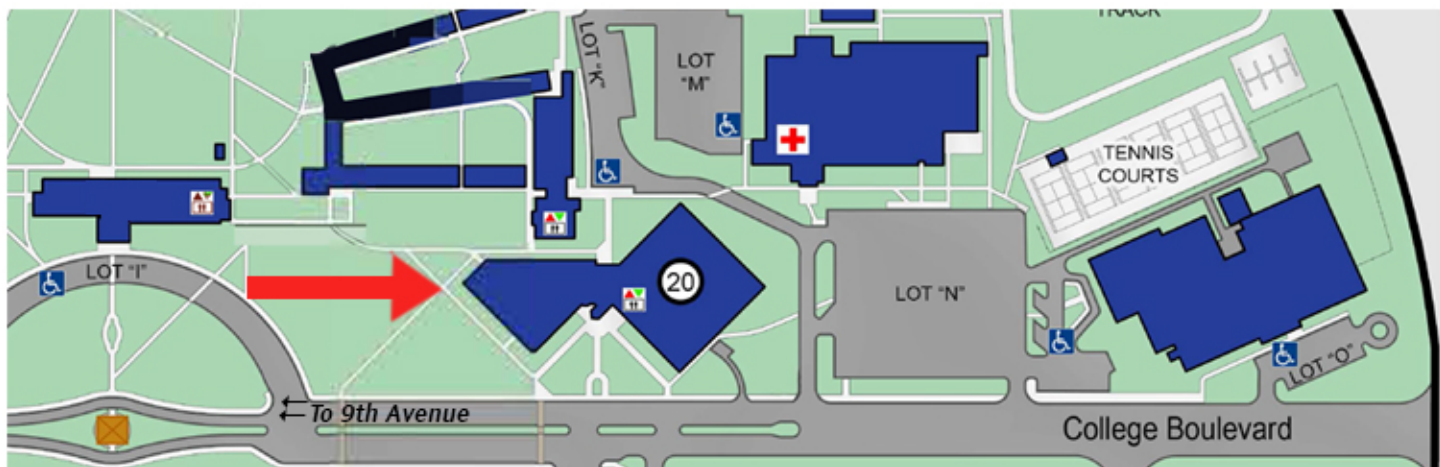 TRACK
LOT "K"
LOT
"M"
TENNIS
COURTS
LOT "I"
20
LOT "N"
LOT "O"
To 9th Avenue
College Boulevard